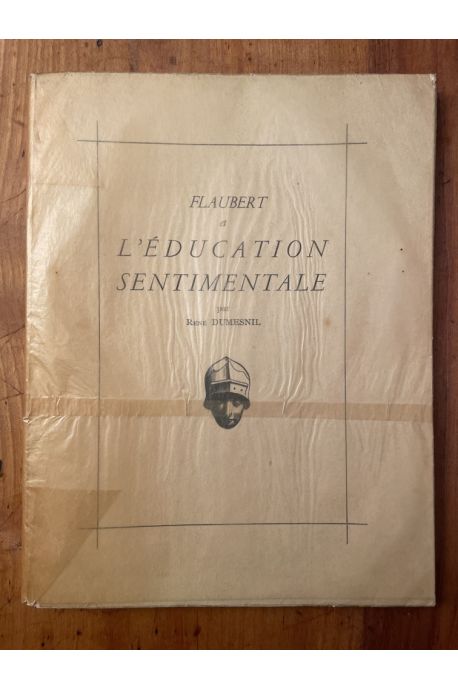 FLAUBERT
et
L'ÉDUCATION
SENTIMENTALE
par
RENÉ DUMESNIL